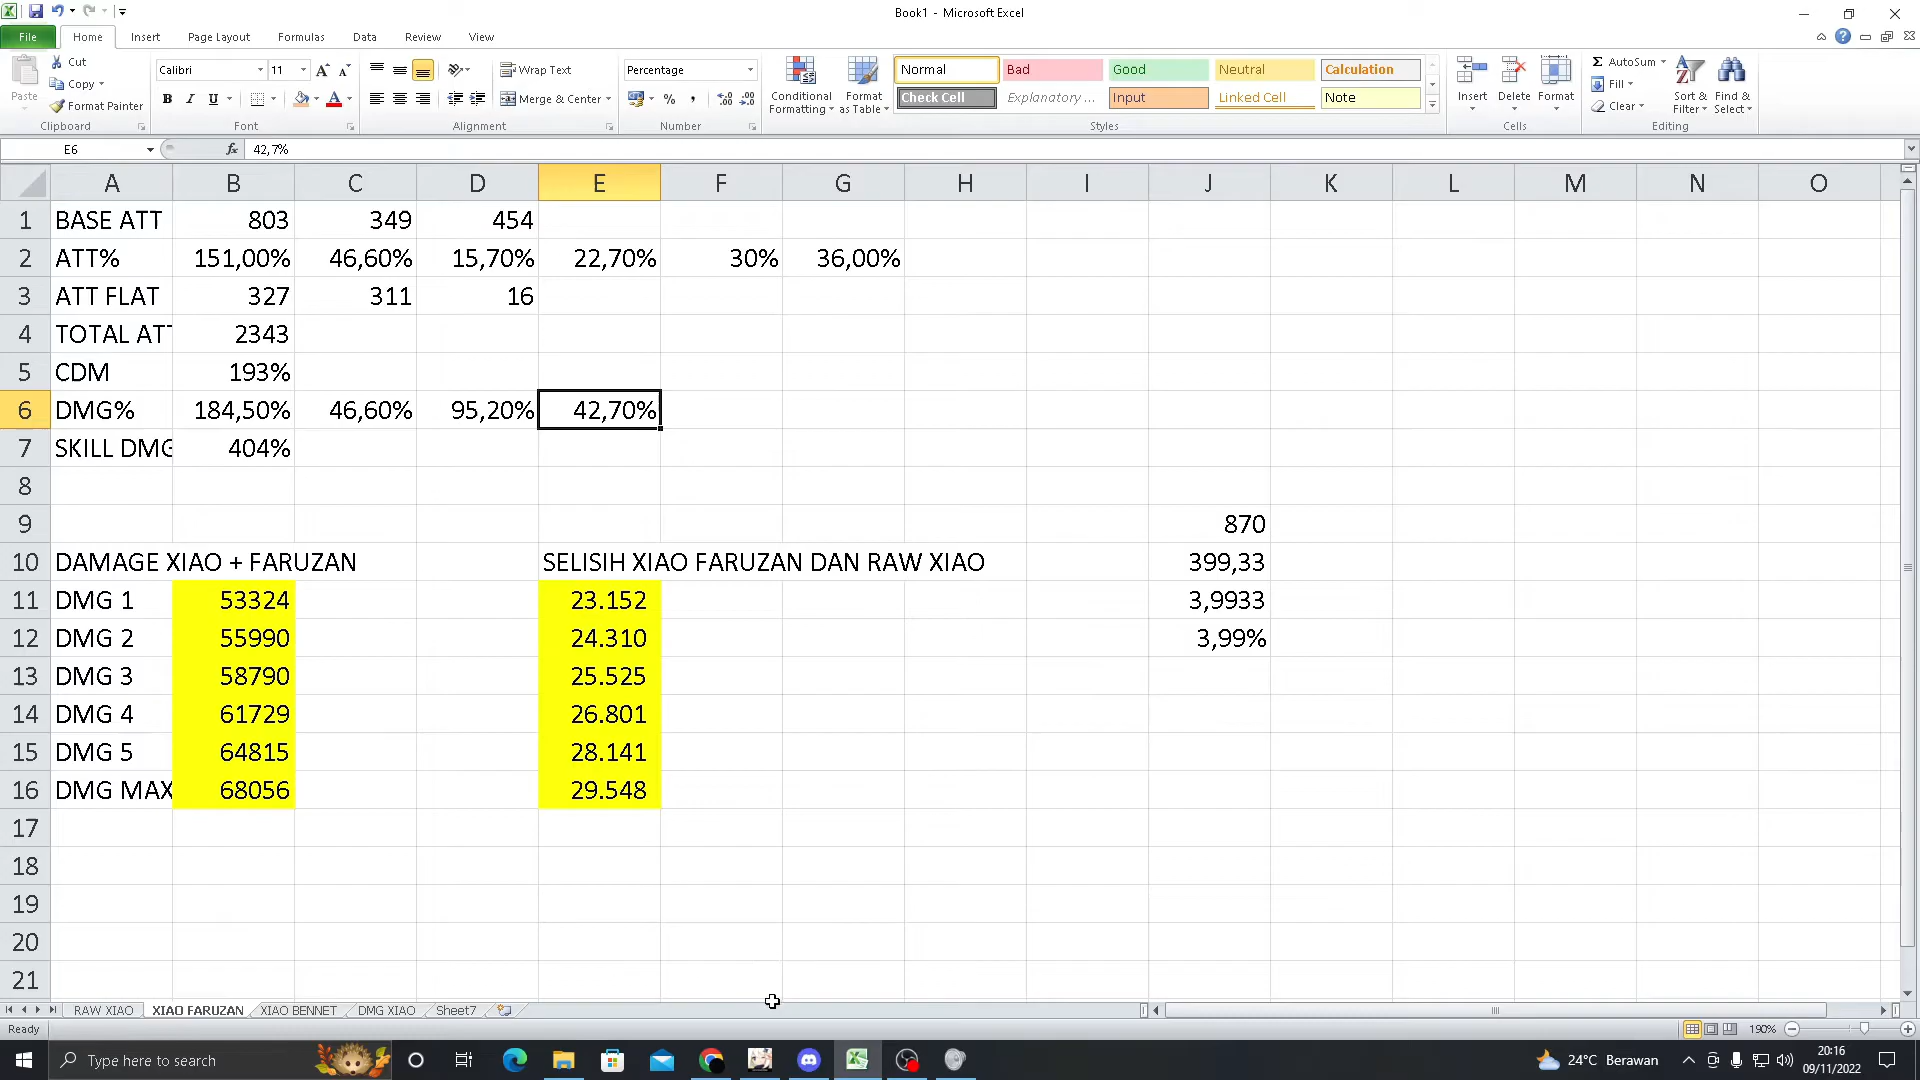 Book1 - Microsoft Excel
File Home Insert Page Layout Formulas Data Review View
Paste
Cut
Copy
Format Painter
Clipboard
Calibri 11
B I U
Font
Wrap Text
Merge & Center
Alignment
Percentage
Number
Conditional Formatting
Format as Table
Normal Bad Good Neutral Calculation
Check Cell Explanatory ... Input Linked Cell Note
Styles
Insert Delete Format
Cells
AutoSum
Fill
Clear
Sort & Filter
Find & Select
Editing
E6 fx 42,7%
A B C D E F G H I J K L M N O
1 BASE ATT 803 349 454
2 ATT% 151,00% 46,60% 15,70% 22,70% 30% 36,00%
3 ATT FLAT 327 311 16
4 TOTAL ATT 2343
5 CDM 193%
6 DMG% 184,50% 46,60% 95,20% 42,70%
7 SKILL DMG 404%
8
9 870
10 DAMAGE XIAO + FARUZAN SELISIH XIAO FARUZAN DAN RAW XIAO 399,33
11 DMG 1 53324 23.152 3,9933
12 DMG 2 55990 24.310 3,99%
13 DMG 3 58790 25.525
14 DMG 4 61729 26.801
15 DMG 5 64815 28.141
16 DMG MAX 68056 29.548
17
18
19
20
21
RAW XIAO XIAO FARUZAN XIAO BENNET DMG XIAO Sheet7
Ready 190%
Type here to search 24°C Berawan 20:16
09/11/2022